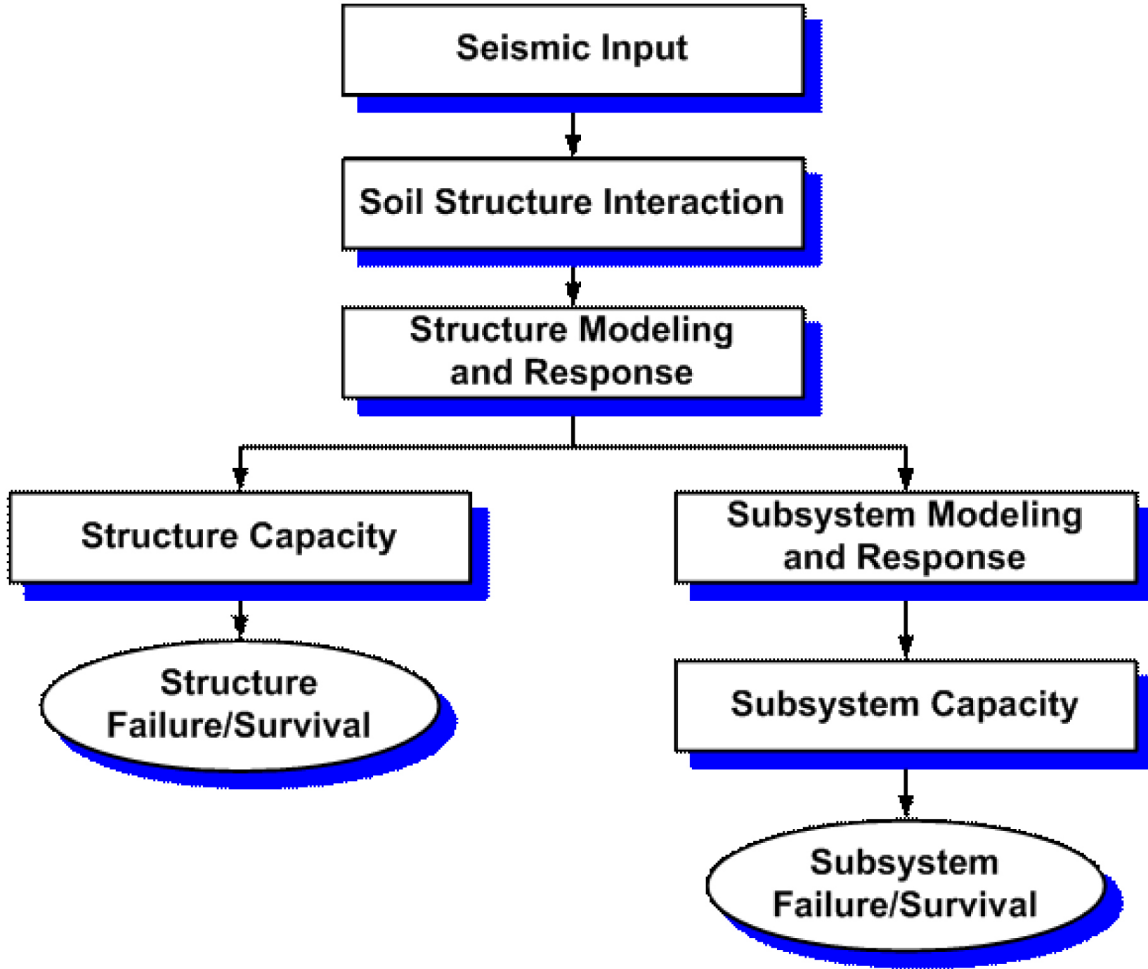 Seismic Input
Soil Structure Interaction
Structure Modeling
and Response
Structure Capacity
Structure
Failure/Survival
Subsystem Modeling
and Response
Subsystem Capacity
Subsystem
Failure/Survival